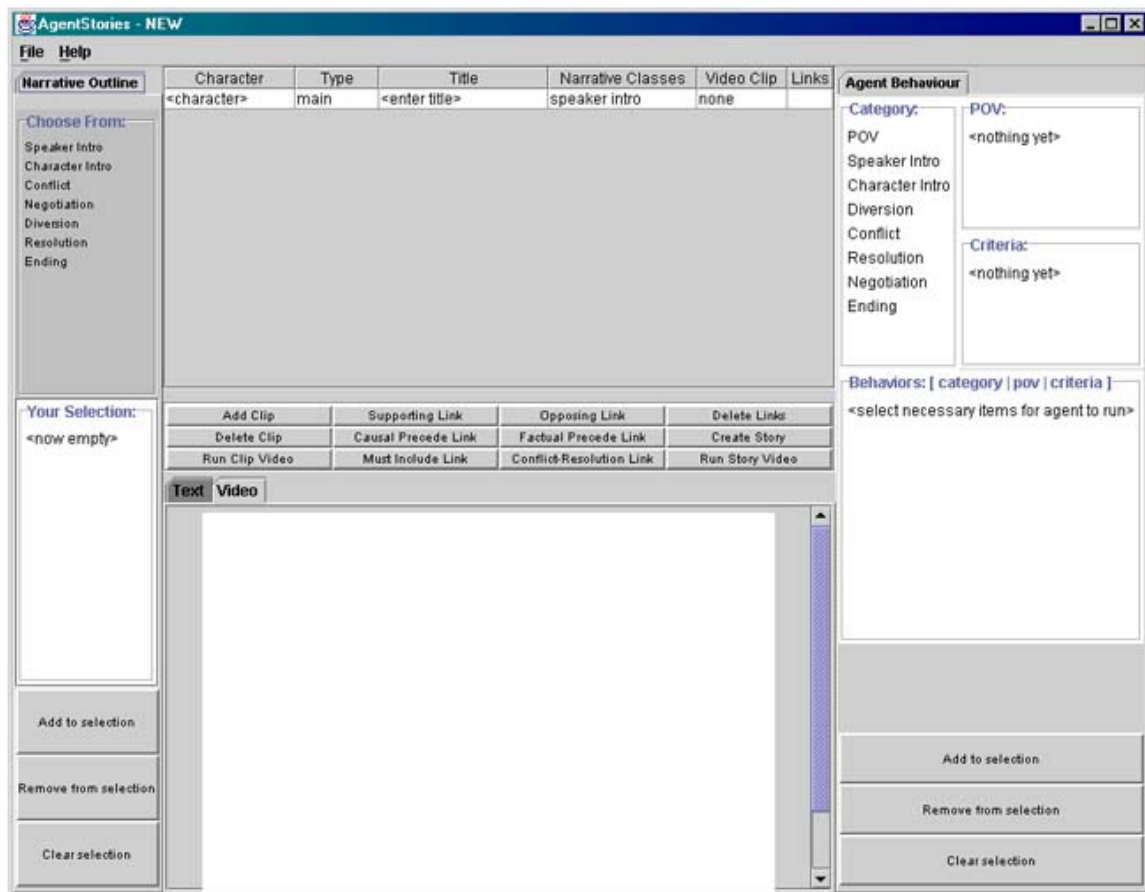 AgentStories - NEW
File Help
Narrative Outline
Choose From:
Speaker Intro
Character Intro
Conflict
Negotiation
Diversion
Resolution
Ending
Your Selection:
<now empty>
Add to selection
Remove from selection
Clear selection
Character Type Title Narrative Classes Video Clip Links
<character> main <enter title> speaker intro none
Add Clip Supporting Link Opposing Link Delete Links
Delete Clip Causal Precede Link Factual Precede Link Create Story
Run Clip Video Must Include Link Conflict-Resolution Link Run Story Video
Text Video
Agent Behaviour
Category:
POV
Speaker Intro
Character Intro
Diversion
Conflict
Resolution
Negotiation
Ending
POV:
<nothing yet>
Criteria:
<nothing yet>
Behaviors: [ category | pov | criteria ]
<select necessary items for agent to run>
Add to selection
Remove from selection
Clear selection